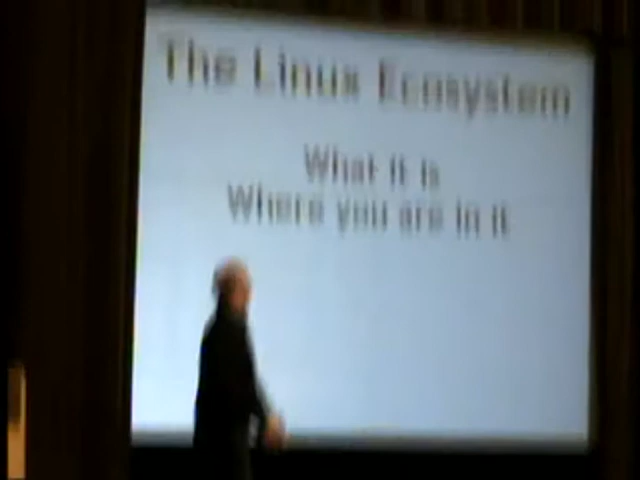 The Linux Ecosystem
What it is
Where you are in it